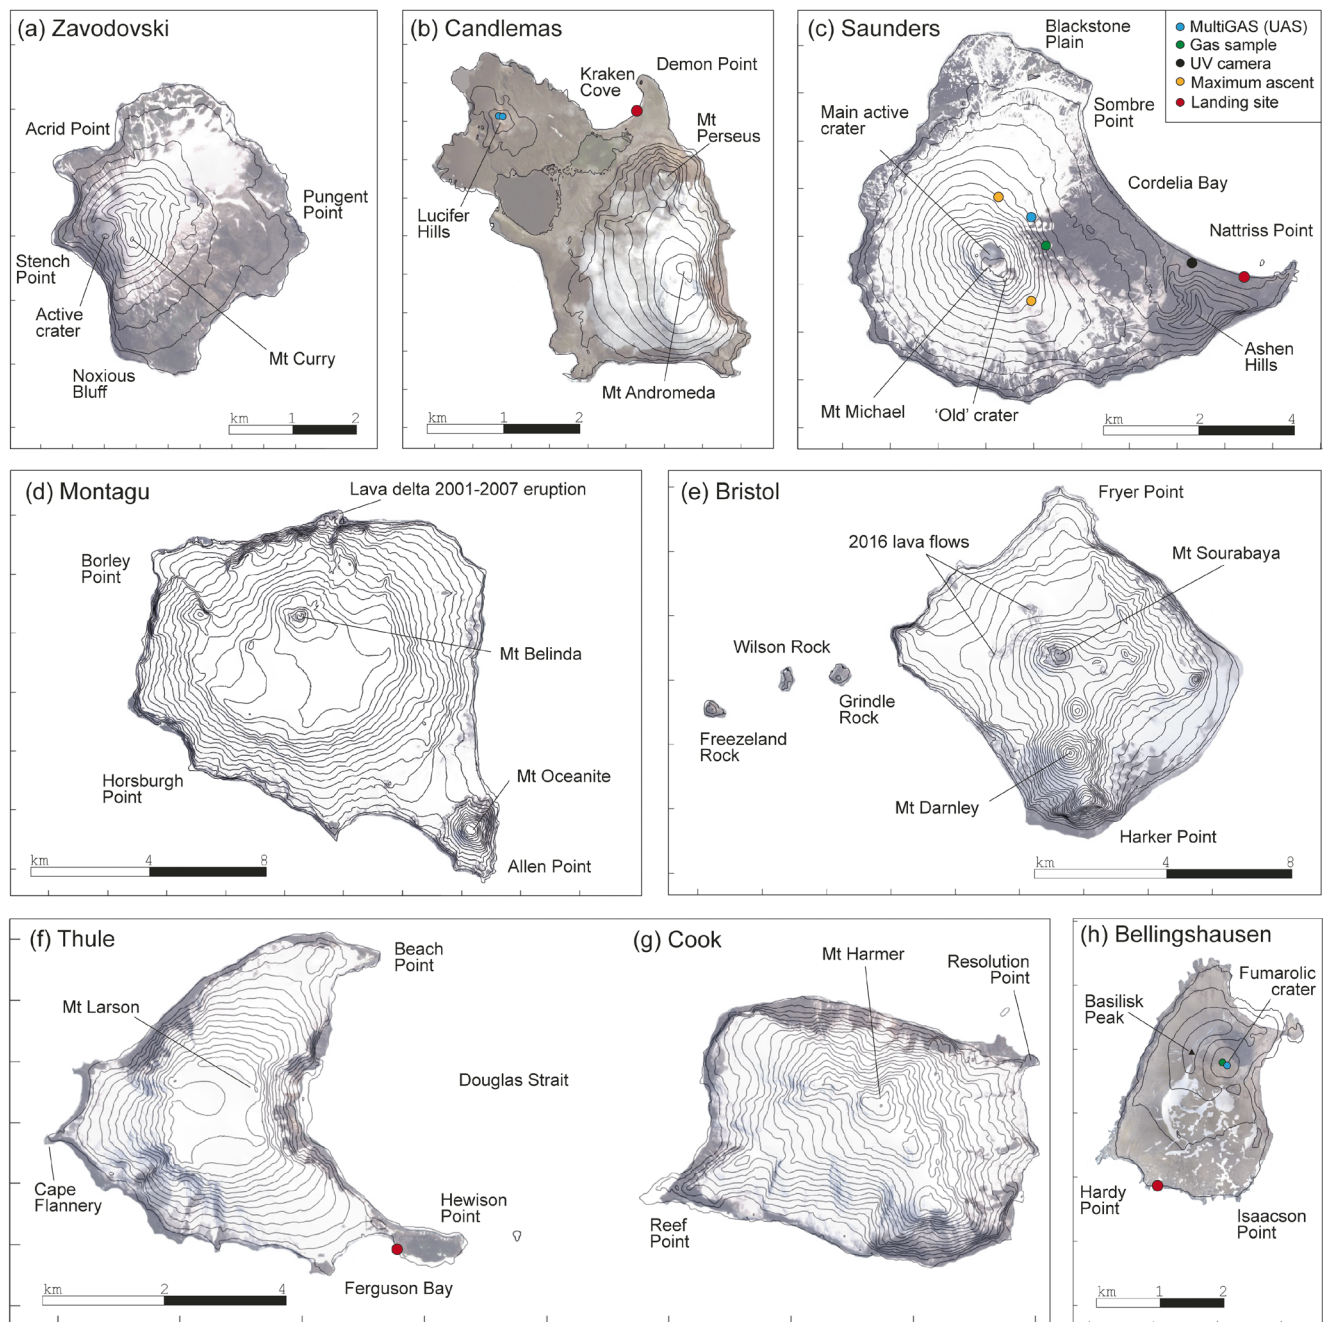 (a) Zavodovski
Acrid Point
Pungent
Point
Stench
Point
Active
crater
Mt Curry
Noxious
Bluff
km 1 2
(b) Candlemas
Kraken
Cove
Demon Point
Mt
Perseus
Lucifer
Hills
Mt Andromeda
km 1 2
(c) Saunders
Blackstone
Plain
MultiGAS (UAS)
Gas sample
UV camera
Maximum ascent
Landing site
Main active
crater
Sombre
Point
Cordelia Bay
Nattriss Point
Ashen
Hills
Mt Michael
‘Old’ crater
km 2 4
(d) Montagu
Lava delta 2001-2007 eruption
Borley
Point
Mt Belinda
Horsburgh
Point
Mt Oceanite
Allen Point
km 4 8
(e) Bristol
Fryer Point
2016 lava flows
Mt Sourabaya
Wilson Rock
Grindle
Rock
Freezeland
Rock
Mt Darnley
Harker Point
km 4 8
(f) Thule
Beach
Point
Mt Larson
Douglas Strait
Cape
Flannery
Hewison
Point
Ferguson Bay
km 2 4
(g) Cook
Mt Harmer
Resolution
Point
Reef
Point
(h) Bellingshausen
Fumarolic
crater
Basilisk
Peak
Hardy
Point
Isaacson
Point
km 1 2